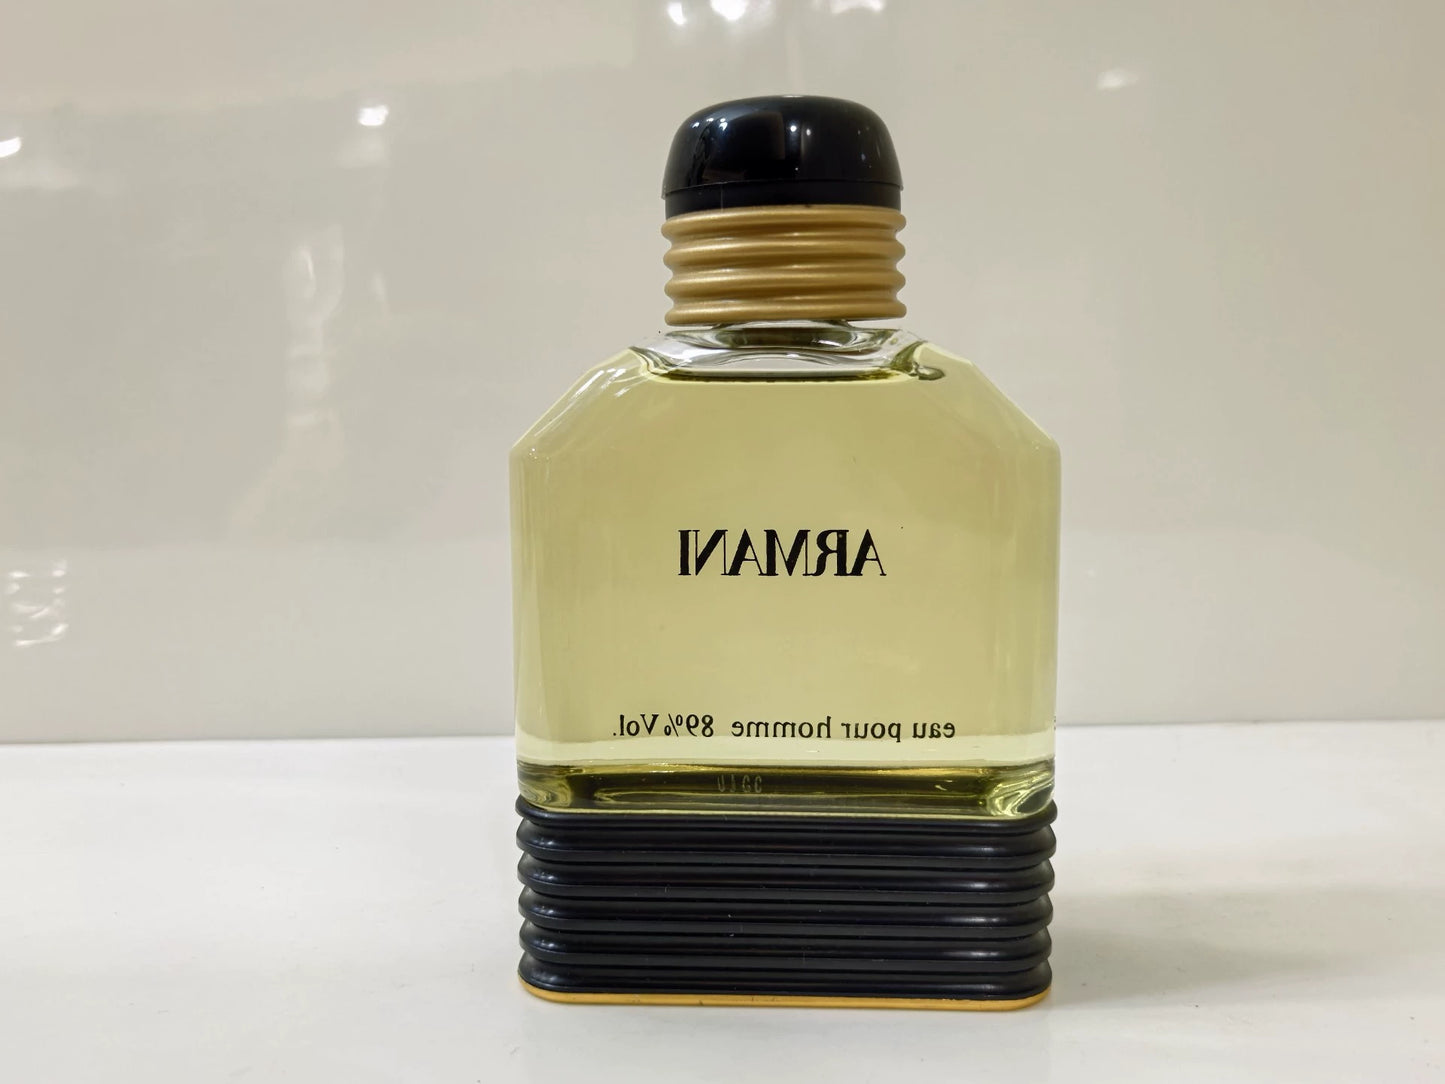 ARMANI
eau pour homme 89% Vol.